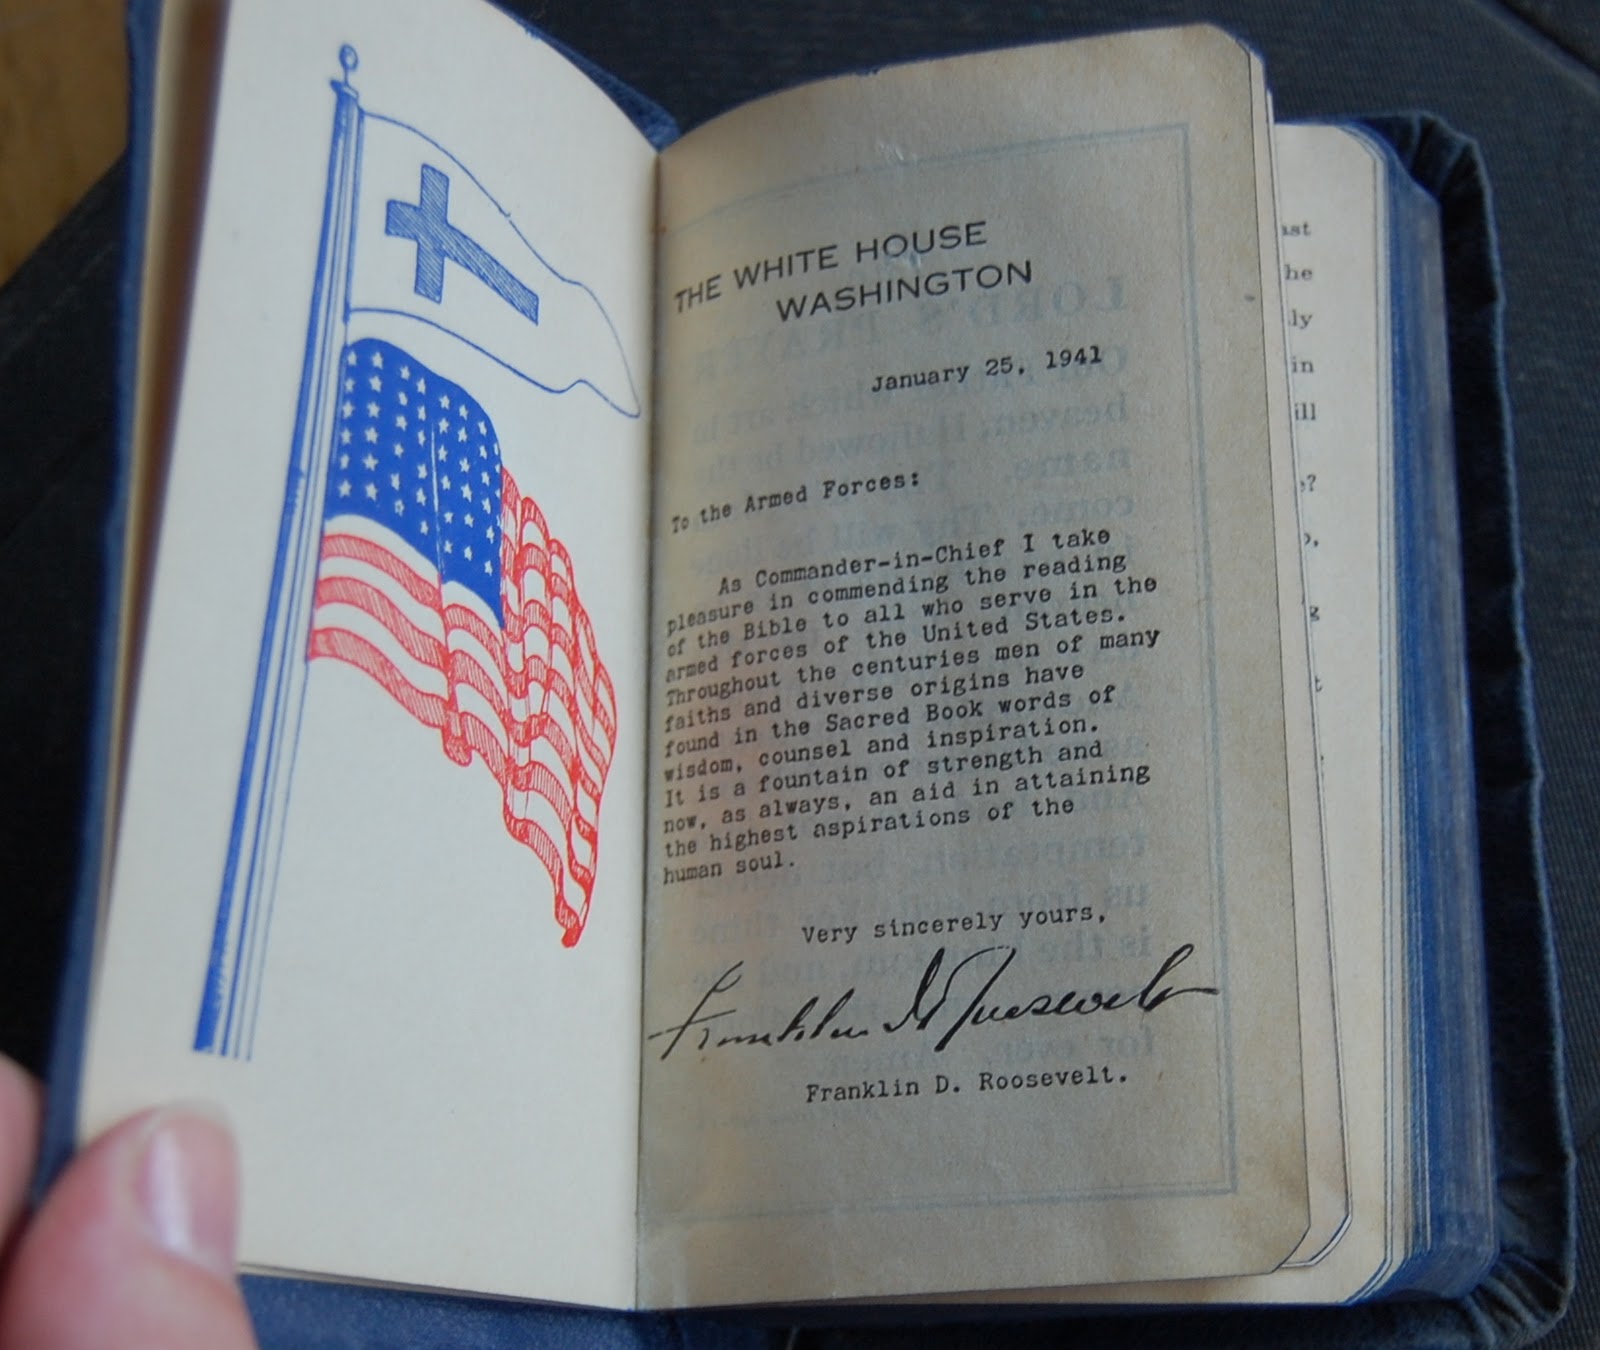 THE WHITE HOUSE
WASHINGTON
January 25, 1941
To the Armed Forces:
As Commander-in-Chief I take
pleasure in commending the reading
of the Bible to all who serve in the
armed forces of the United States.
Throughout the centuries men of many
faiths and diverse origins have
found in the Sacred Book words of
wisdom, counsel and inspiration.
It is a fountain of strength and
now, as always, an aid in attaining
the highest aspirations of the
human soul.
Very sincerely yours,
Franklin D Roosevelt
Franklin D. Roosevelt.